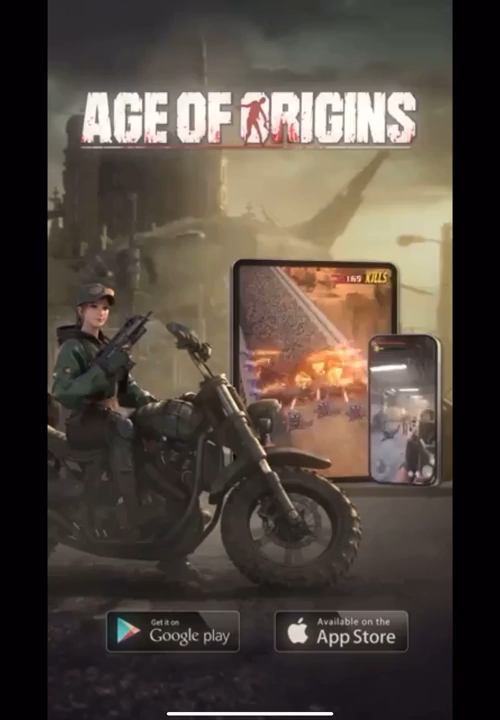 AGE OF ORIGINS
169 KILLS
Get it on
Google play
Available on the
App Store